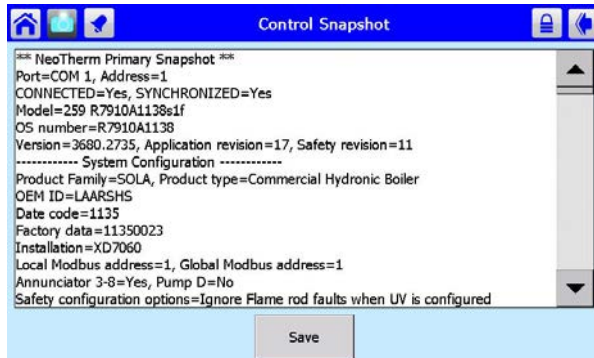 Control Snapshot
** NeoTherm Primary Snapshot **
Port=COM 1, Address=1
CONNECTED=Yes, SYNCHRONIZED=Yes
Model=259 R7910A1138s1f
OS number=R7910A1138
Version=3680.2735, Application revision=17, Safety revision=11
------------ System Configuration ------------
Product Family=SOLA, Product type=Commercial Hydronic Boiler
OEM ID=LAARSHS
Date code=1135
Factory data=11350023
Installation=XD7060
Local Modbus address=1, Global Modbus address=1
Annunciator 3-8=Yes, Pump D=No
Safety configuration options=Ignore Flame rod faults when UV is configured
Save